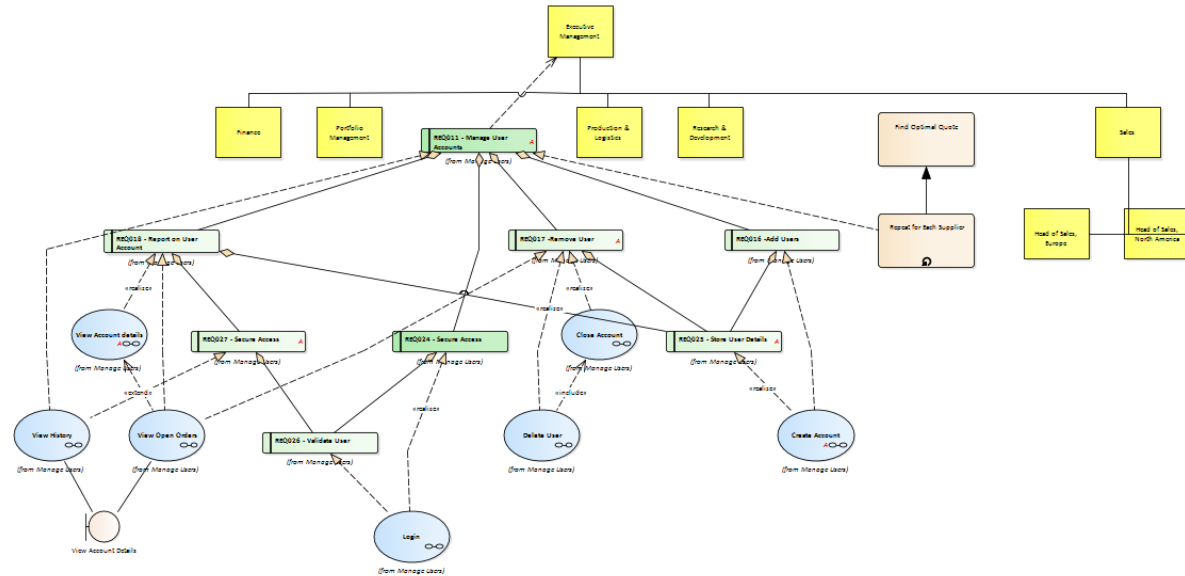 Executive
Management
Finance
Portfolio
Management
Production &
Logistics
Research &
Development
Find Optimal Quote
Sales
REQ011 - Manage User
Accounts
A
(from Manage Users)
REQ018 - Report on User
Account
(from Manage Users)
REQ017 -Remove User
A
(from Manage Users)
REQ016 -Add Users
(from Manage Users)
Repeat for Each Supplier
Head of Sales,
Europe
Head of Sales,
North America
«realise»
«realise»
«realise»
View Account details
A
(from Manage Users)
REQ027 - Secure Access
A
(from Manage Users)
REQ024 - Secure Access
(from Manage Users)
Close Account
(from Manage Users)
REQ025 - Store User Details
A
(from Manage Users)
«extend»
«realise»
«include»
«realise»
View History
(from Manage Users)
View Open Orders
(from Manage Users)
REQ026 - Validate User
(from Manage Users)
Delete User
(from Manage Users)
Create Account
A
(from Manage Users)
View Account Details
Login
(from Manage Users)